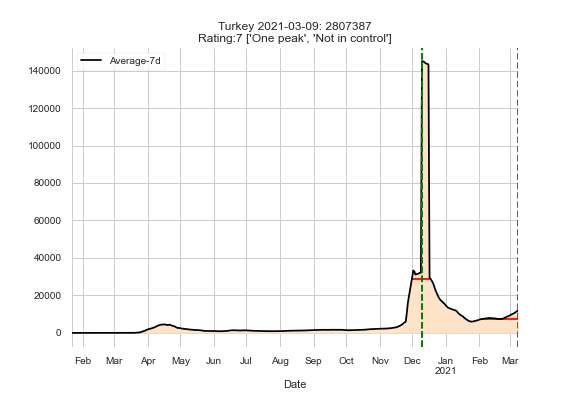 Turkey 2021-03-09: 2807387
Rating:7 ['One peak', 'Not in control']
Average-7d
140000
120000
100000
80000
60000
40000
20000
0
Feb Mar Apr May Jun Jul Aug Sep Oct Nov Dec Jan Feb Mar
2021
Date